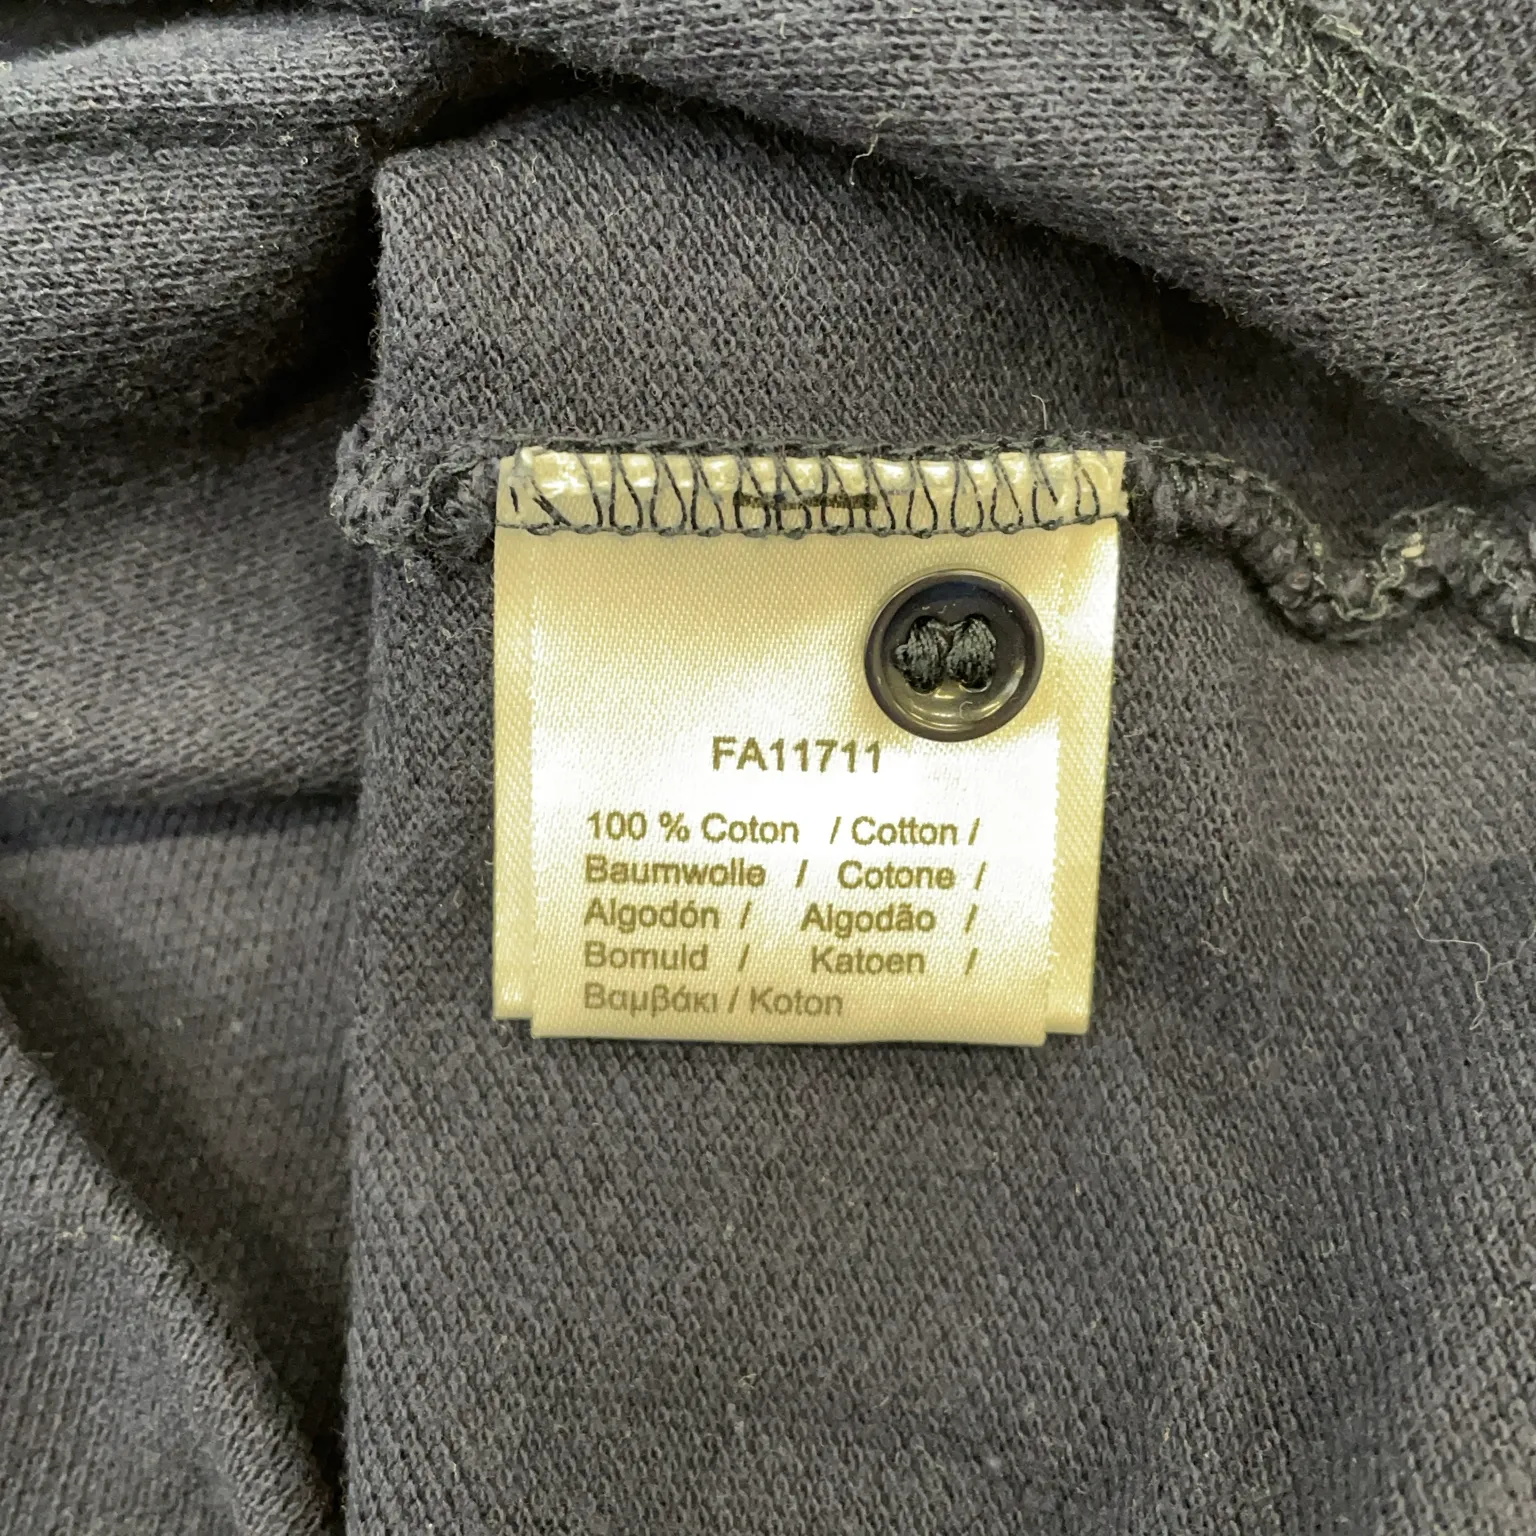 FA11711
100 % Coton / Cotton /
Baumwolle / Cotone /
Algodón / Algodão /
Bomuld / Katoen /
Βαμβάκι / Koton